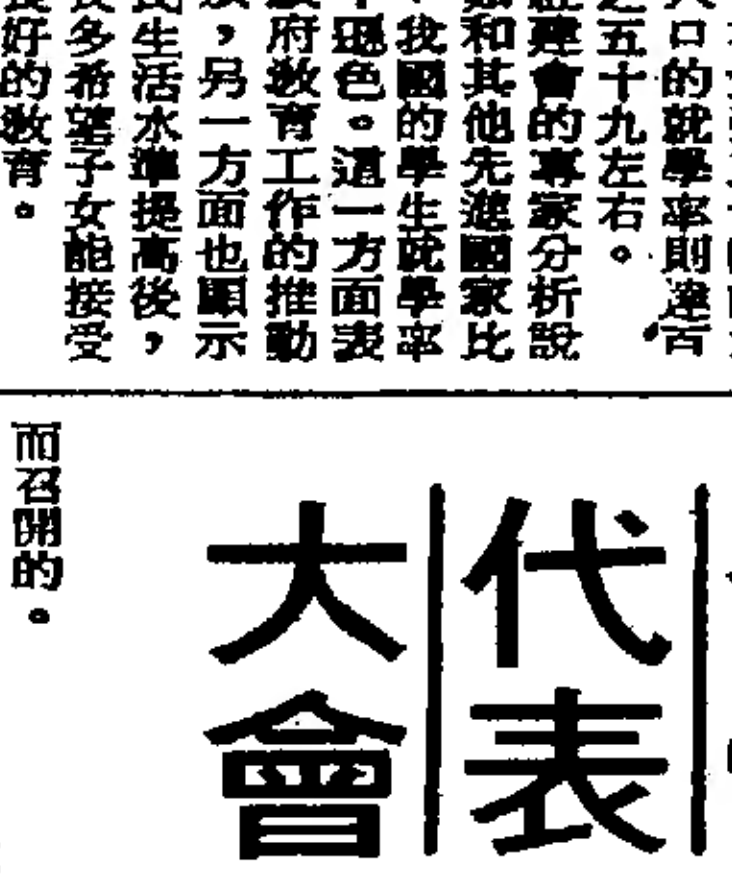 口的就學率則達百
五十九左右。
建會的專家分析說
和其他先進國家比
，我國的學生就學率
遜色。這一方面表
府教育工作的推動
，另一方面也顯示
民生活水準提高後，
多希望子女能接受
好的教育。
代表
大會
而召開的。